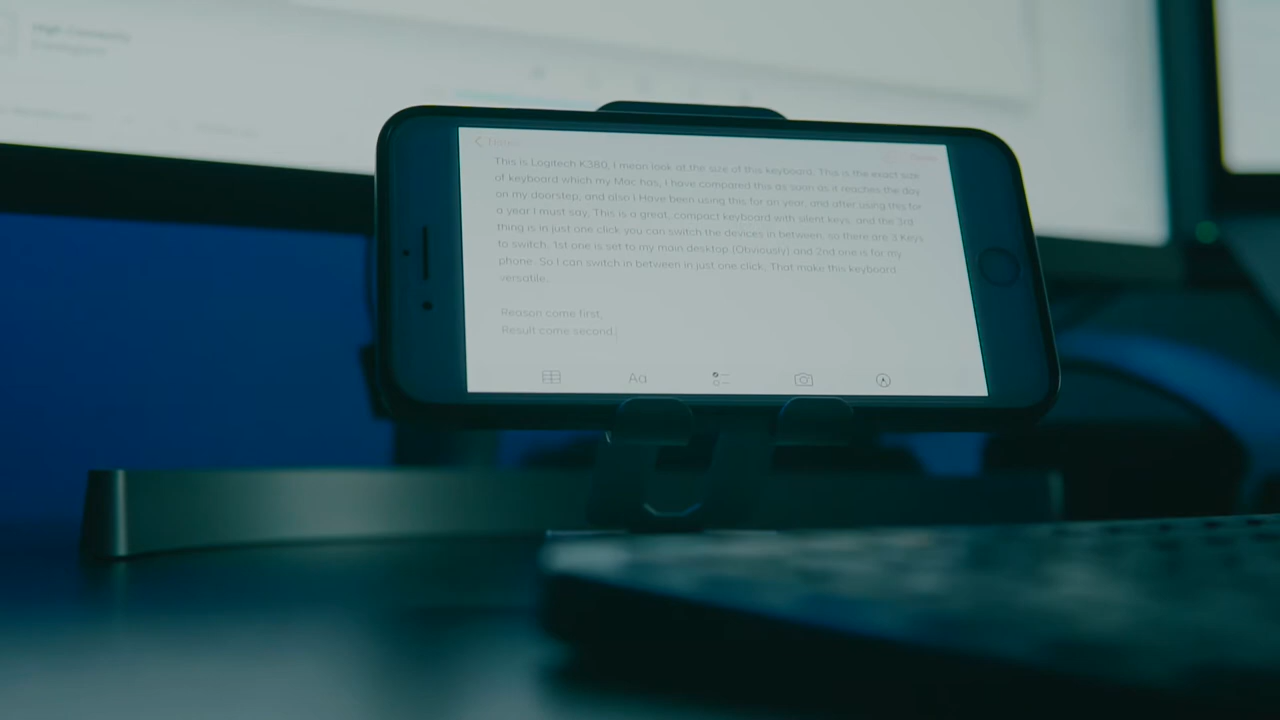 High Connectivity
Notes
This is Logitech K380, I mean look at the size of this keyboard. This is the exact size
of keyboard which my Mac has, I have compared this as suun as it reaches the day
on my doorstep, and also I Have been using this for an year, and after using this for
a year I must say, This is a great, compact keyboard with silent keys, and the 3rd
thing is in just one click you can switch the devices in between, so there are 3 Keys
to switch, 1st one is set to my main desktop (Obviously) and 2nd one is for my
phone. So I can switch in between in just one click, That make this keyboard
versatile..
Reason come first,
Result come second.
Aa